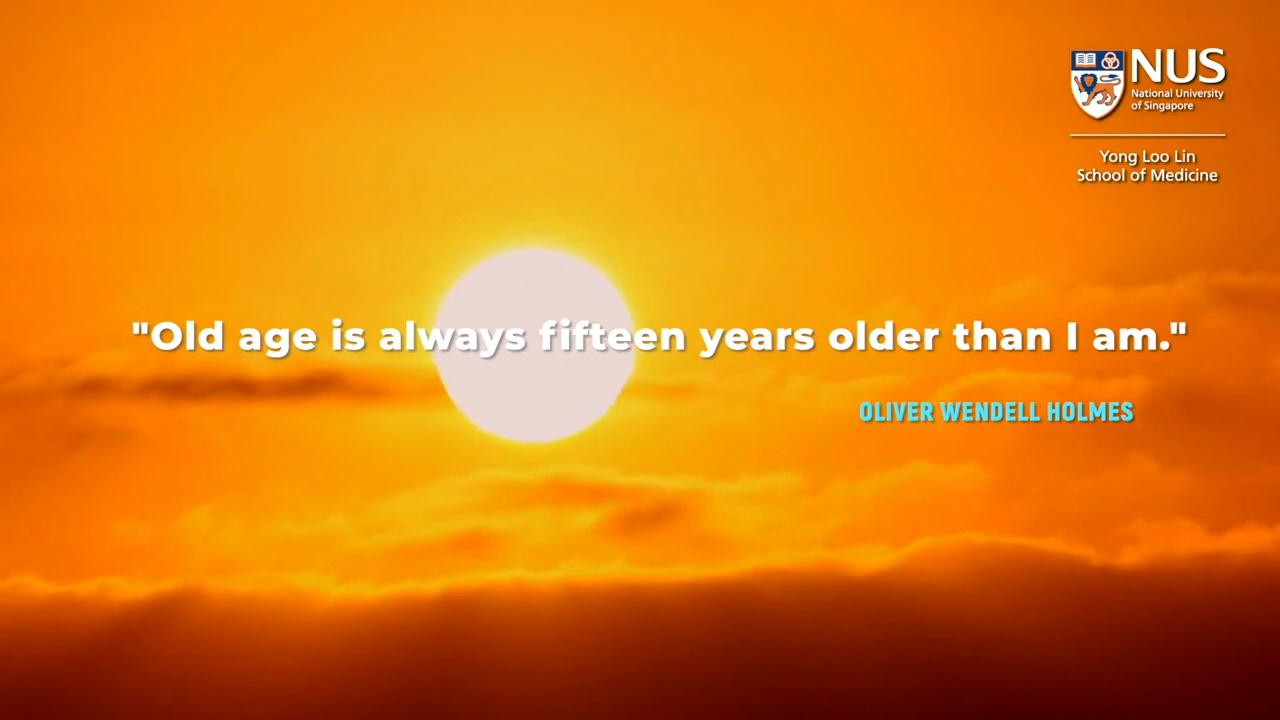 NUS
National University
of Singapore
Yong Loo Lin
School of Medicine
"Old age is always fifteen years older than I am."
OLIVER WENDELL HOLMES